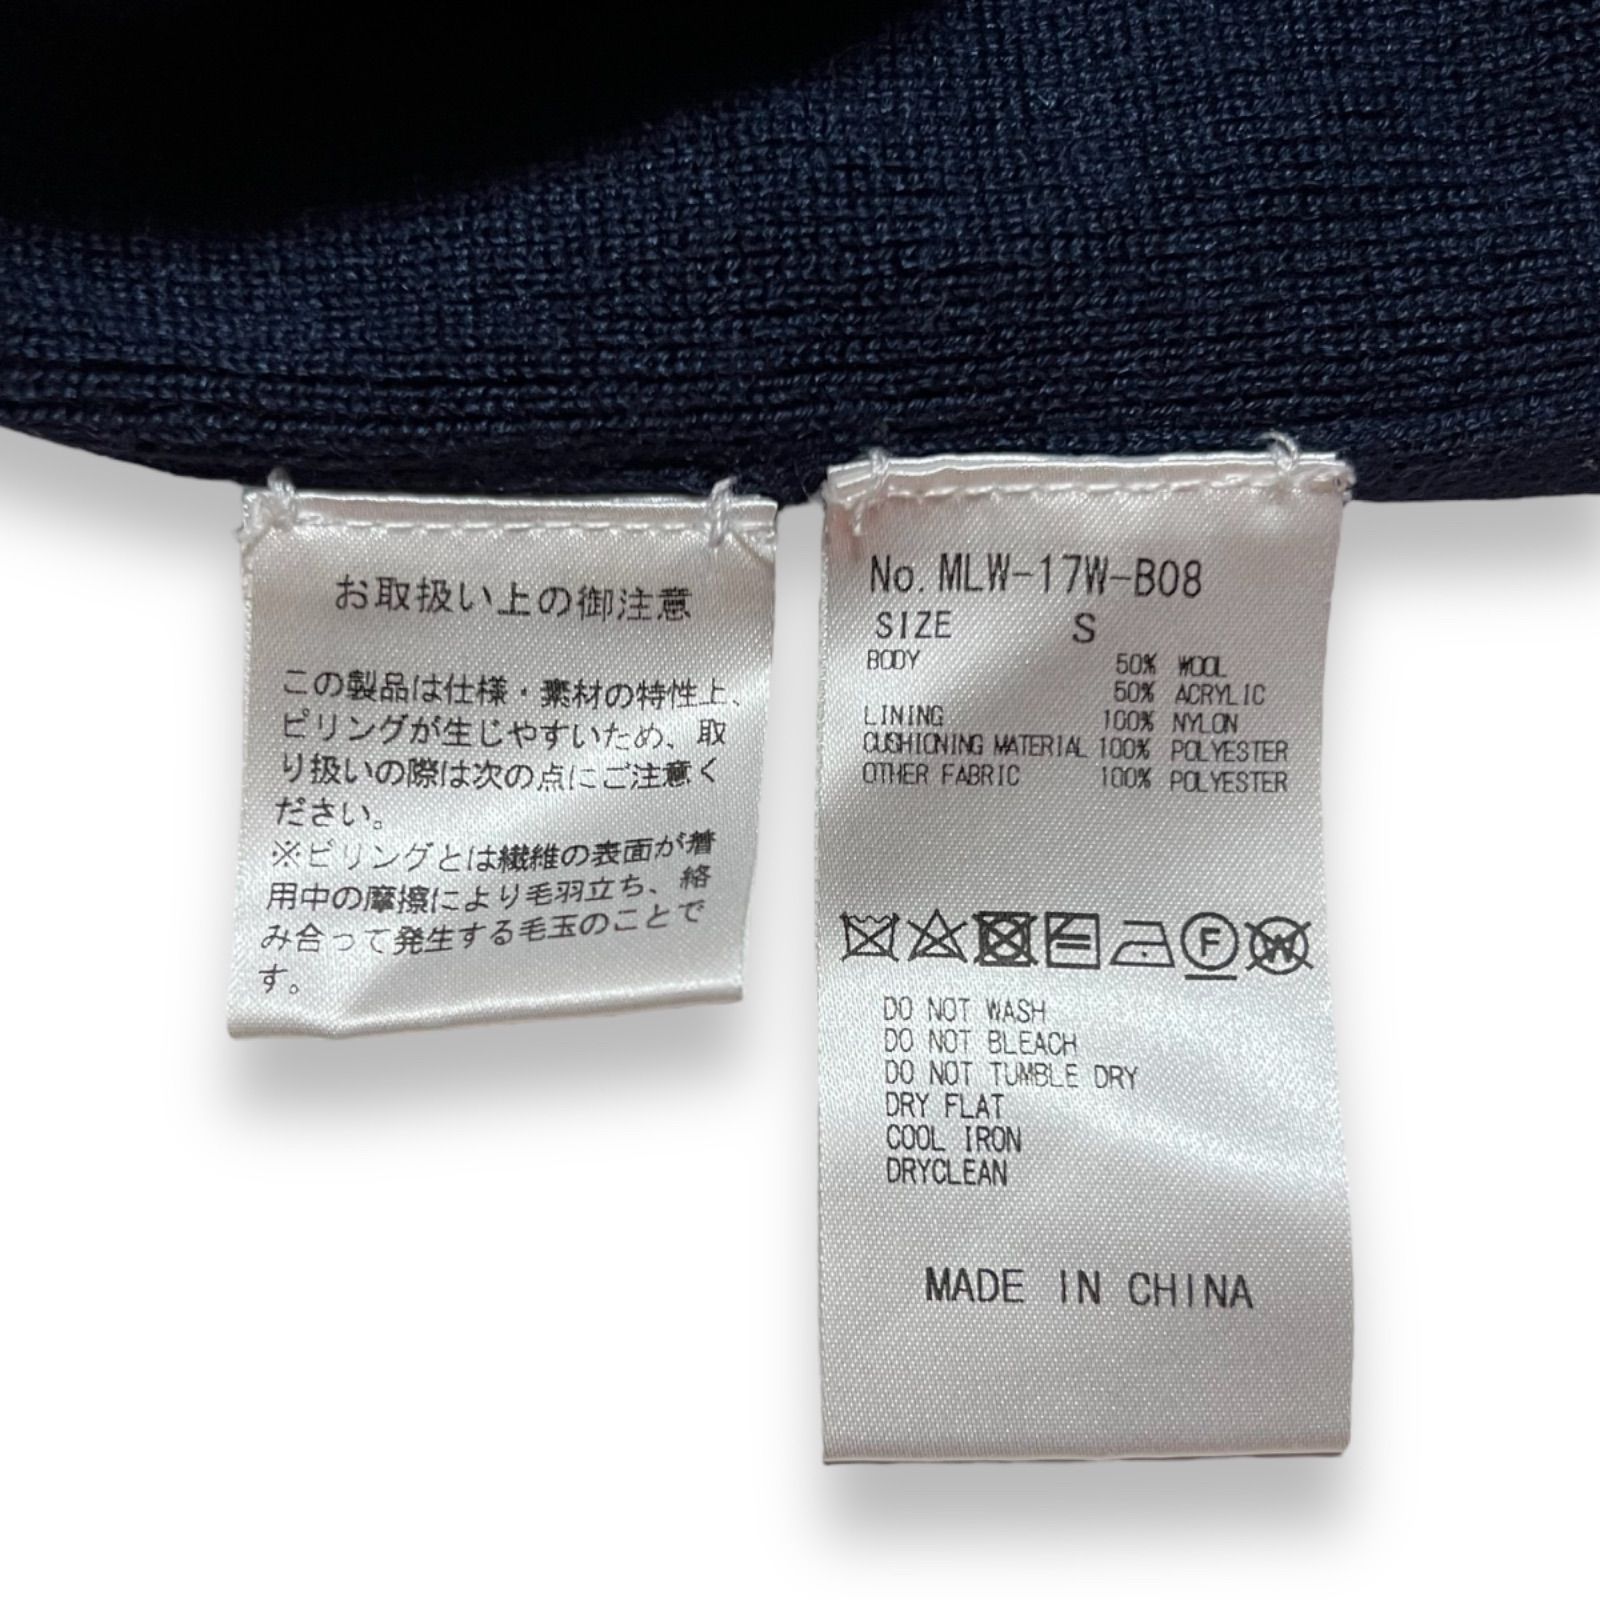 お取扱い上の御注意
この製品は仕様・素材の特性上、
ピリングが生じやすいため、取
り扱いの際は次の点にご注意く
ださい。
※ピリングとは繊維の表面が着
用中の摩擦により毛羽立ち、絡
み合って発生する毛玉のことで
す。
No. MLW-17W-B08
SIZE S
BODY 50% WOOL
50% ACRYLIC
LINING 100% NYLON
CUSHIONING MATERIAL 100% POLYESTER
OTHER FABRIC 100% POLYESTER
F W
DO NOT WASH
DO NOT BLEACH
DO NOT TUMBLE DRY
DRY FLAT
COOL IRON
DRYCLEAN
MADE IN CHINA